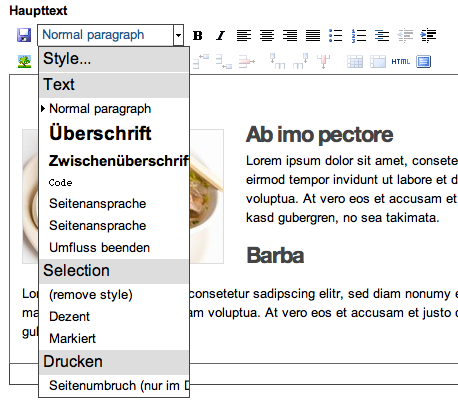 Haupttext
Normal paragraph
B I
HTML
Style...
Text
Normal paragraph
Überschrift
Zwischenüberschrif
Code
Seitenansprache
Seitenansprache
Umfluss beenden
Selection
(remove style)
Dezent
Markiert
Drucken
Seitenumbruch (nur im D
Ab imo pectore
Lorem ipsum dolor sit amet, consete
eirmod tempor invidunt ut labore et d
voluptua. At vero eos et accusam et
kasd gubergren, no sea takimata.
Barba
Lor consetetur sadipscing elitr, sed diam nonumy e
ma am voluptua. At vero eos et accusam et justo d
gul